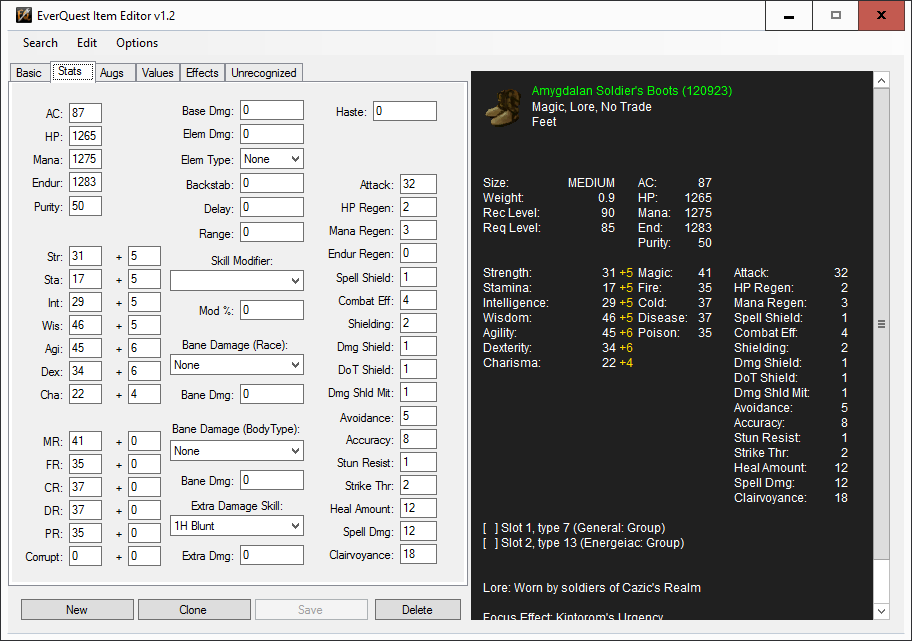 EverQuest Item Editor v1.2
Search Edit Options
Basic Stats Augs Values Effects Unrecognized
AC: 87
HP: 1265
Mana: 1275
Endur: 1283
Purity: 50
Str: 31 + 5
Sta: 17 + 5
Int: 29 + 5
Wis: 46 + 5
Agi: 45 + 6
Dex: 34 + 6
Cha: 22 + 4
MR: 41 + 0
FR: 35 + 0
CR: 37 + 0
DR: 37 + 0
PR: 35 + 0
Corrupt: 0 + 0
Base Dmg: 0
Elem Dmg: 0
Elem Type: None
Backstab: 0
Delay: 0
Range: 0
Skill Modifier:
Mod %: 0
Bane Damage (Race):
None
Bane Dmg: 0
Bane Damage (BodyType):
None
Bane Dmg: 0
Extra Damage Skill:
1H Blunt
Extra Dmg: 0
Haste: 0
Attack: 32
HP Regen: 2
Mana Regen: 3
Endur Regen: 0
Spell Shield: 1
Combat Eff: 4
Shielding: 2
Dmg Shield: 1
DoT Shield: 1
Dmg Shld Mit: 1
Avoidance: 5
Accuracy: 8
Stun Resist: 1
Strike Thr: 2
Heal Amount: 12
Spell Dmg: 12
Clairvoyance: 18
New Clone Save Delete
Amygdalan Soldier's Boots (120923)
Magic, Lore, No Trade
Feet
Size: MEDIUM AC: 87
Weight: 0.9 HP: 1265
Rec Level: 90 Mana: 1275
Req Level: 85 End: 1283
Purity: 50
Strength: 31 +5 Magic: 41 Attack: 32
Stamina: 17 +5 Fire: 35 HP Regen: 2
Intelligence: 29 +5 Cold: 37 Mana Regen: 3
Wisdom: 46 +5 Disease: 37 Spell Shield: 1
Agility: 45 +6 Poison: 35 Combat Eff: 4
Dexterity: 34 +6 Shielding: 2
Charisma: 22 +4 Dmg Shield: 1
DoT Shield: 1
Dmg Shld Mit: 1
Avoidance: 5
Accuracy: 8
Stun Resist: 1
Strike Thr: 2
Heal Amount: 12
Spell Dmg: 12
Clairvoyance: 18
[ ] Slot 1, type 7 (General: Group)
[ ] Slot 2, type 13 (Energeiac: Group)
Lore: Worn by soldiers of Cazic's Realm
Focus Effect: Kintorom's Urgency